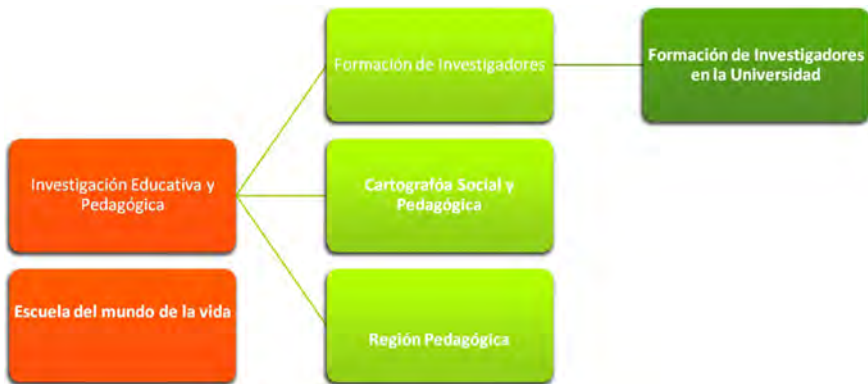 Formación de Investigadores
Formación de Investigadores
en la Universidad
Investigación Educativa y
Pedagógica
Cartografóa Social y
Pedagógica
Escuela del mundo de la vida
Región Pedagógica